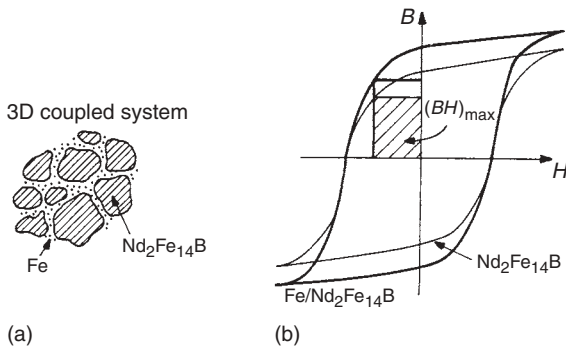 3D coupled system
Fe
Nd₂Fe₁₄B
(a)
B
(BH)max
H
Nd₂Fe₁₄B
Fe/Nd₂Fe₁₄B
(b)